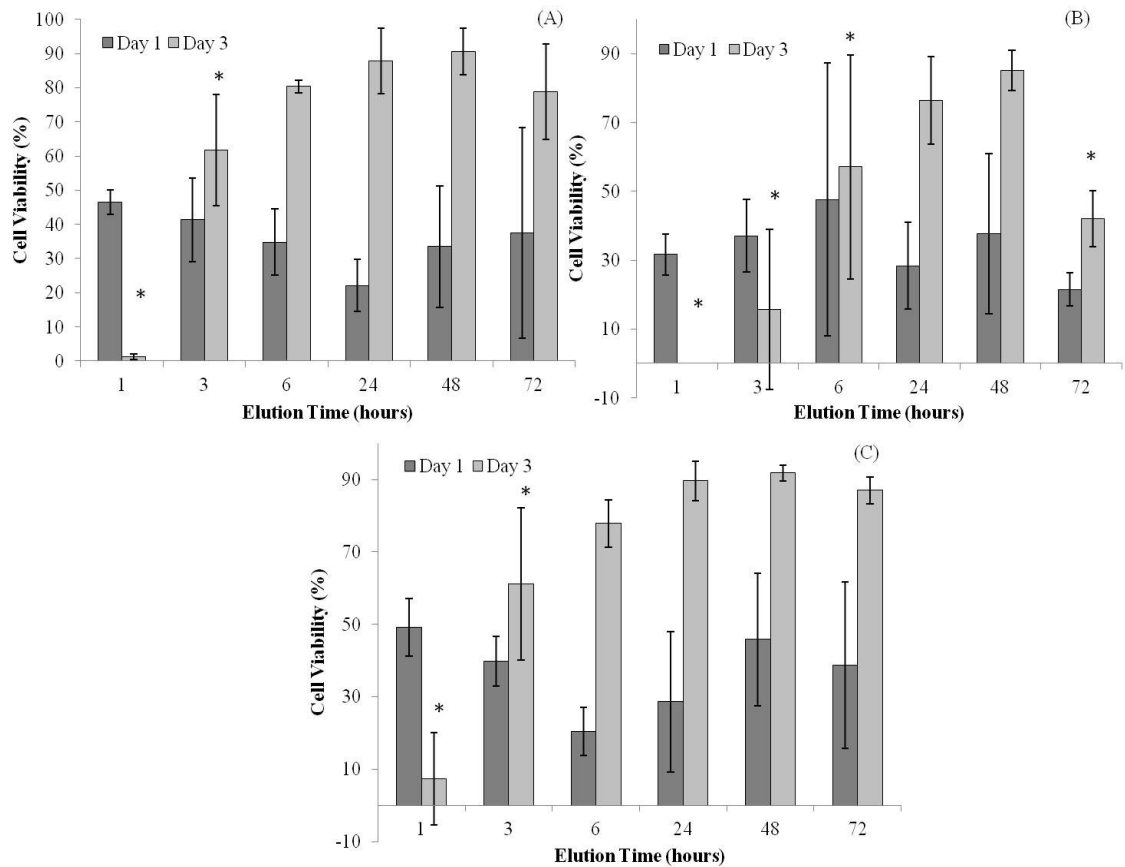 (A)
Day 1 Day 3
Cell Viability (%)
100
90
80
70
60
50
40
30
20
10
0
*
*
1 3 6 24 48 72
Elution Time (hours)
(B)
Day 1 Day 3
Cell Viability (%)
90
70
50
30
10
-10
*
*
*
*
1 3 6 24 48 72
Elution Time (hours)
(C)
Day 1 Day 3
Cell Viability (%)
90
70
50
30
10
-10
*
*
1 3 6 24 48 72
Elution Time (hours)